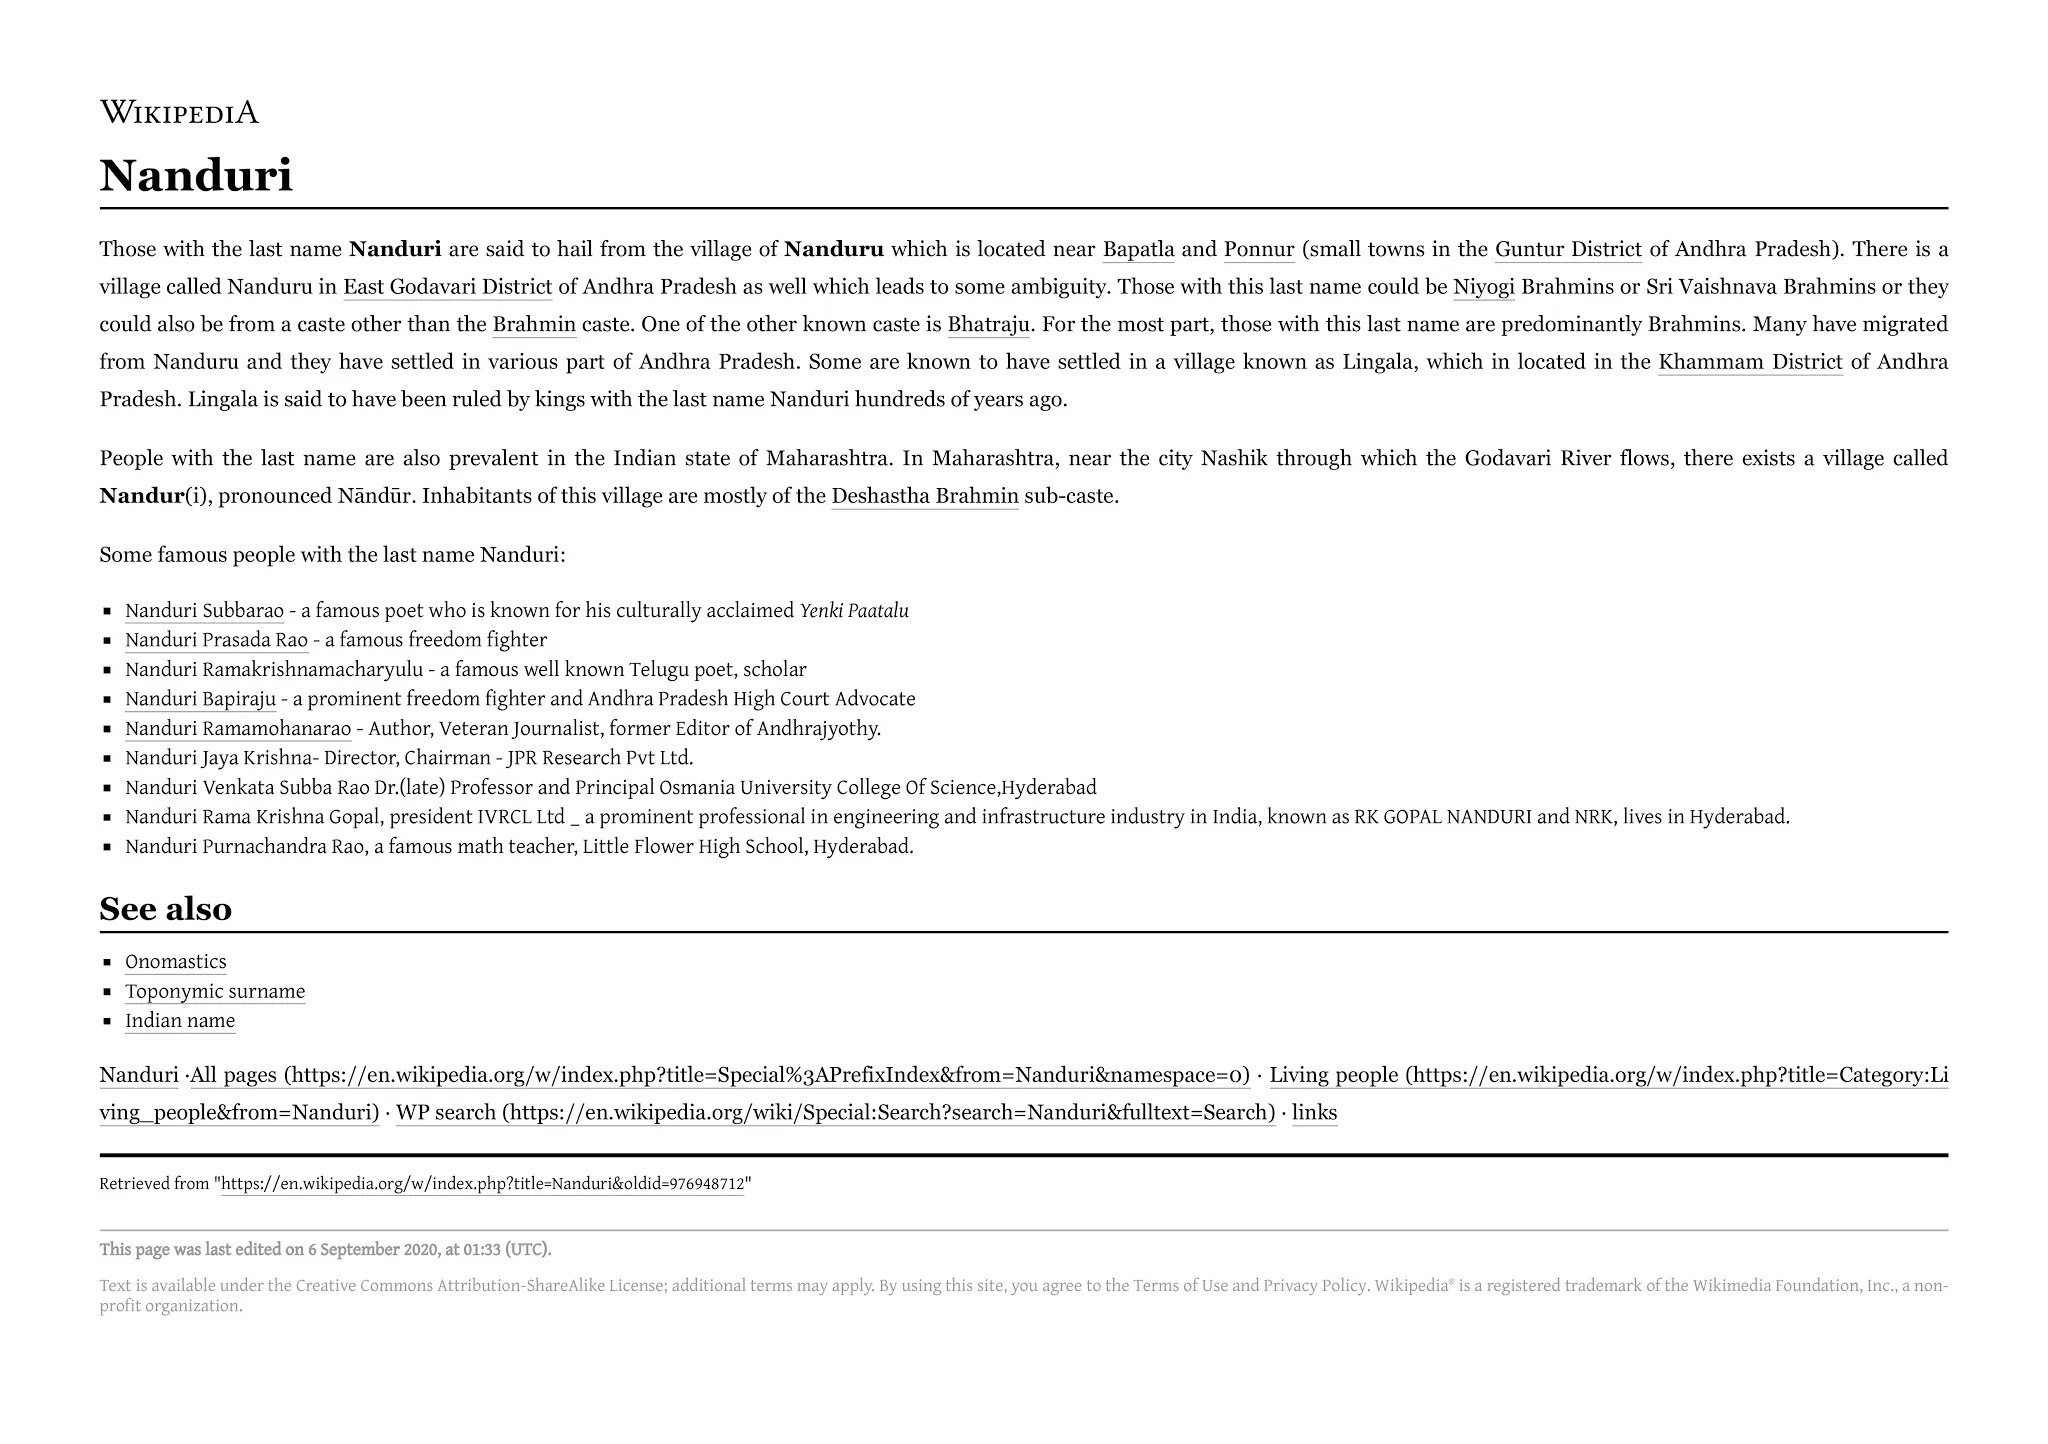 WIKIPEDIA
Nanduri
Those with the last name Nanduri are said to hail from the village of Nanduru which is located near Bapatla and Ponnur (small towns in the Guntur District of Andhra Pradesh). There is a
village called Nanduru in East Godavari District of Andhra Pradesh as well which leads to some ambiguity. Those with this last name could be Niyogi Brahmins or Sri Vaishnava Brahmins or they
could also be from a caste other than the Brahmin caste. One of the other known caste is Bhatraju. For the most part, those with this last name are predominantly Brahmins. Many have migrated
from Nanduru and they have settled in various part of Andhra Pradesh. Some are known to have settled in a village known as Lingala, which in located in the Khammam District of Andhra
Pradesh. Lingala is said to have been ruled by kings with the last name Nanduri hundreds of years ago.
People with the last name are also prevalent in the Indian state of Maharashtra. In Maharashtra, near the city Nashik through which the Godavari River flows, there exists a village called
Nandur(i), pronounced Nāndūr. Inhabitants of this village are mostly of the Deshastha Brahmin sub-caste.
Some famous people with the last name Nanduri:
▪ Nanduri Subbarao - a famous poet who is known for his culturally acclaimed Yenki Paatalu
▪ Nanduri Prasada Rao - a famous freedom fighter
▪ Nanduri Ramakrishnamacharyulu - a famous well known Telugu poet, scholar
▪ Nanduri Bapiraju - a prominent freedom fighter and Andhra Pradesh High Court Advocate
▪ Nanduri Ramamohanarao - Author, Veteran Journalist, former Editor of Andhrajyothy.
▪ Nanduri Jaya Krishna- Director, Chairman - JPR Research Pvt Ltd.
▪ Nanduri Venkata Subba Rao Dr.(late) Professor and Principal Osmania University College Of Science,Hyderabad
▪ Nanduri Rama Krishna Gopal, president IVRCL Ltd _ a prominent professional in engineering and infrastructure industry in India, known as RK GOPAL NANDURI and NRK, lives in Hyderabad.
▪ Nanduri Purnachandra Rao, a famous math teacher, Little Flower High School, Hyderabad.
See also
▪ Onomastics
▪ Toponymic surname
▪ Indian name
Nanduri ·All pages (https://en.wikipedia.org/w/index.php?title=Special%3APrefixIndex&from=Nanduri&namespace=0) · Living people (https://en.wikipedia.org/w/index.php?title=Category:Li
ving_people&from=Nanduri) · WP search (https://en.wikipedia.org/wiki/Special:Search?search=Nanduri&fulltext=Search) · links
Retrieved from "https://en.wikipedia.org/w/index.php?title=Nanduri&oldid=976948712"
This page was last edited on 6 September 2020, at 01:33 (UTC).
Text is available under the Creative Commons Attribution-ShareAlike License; additional terms may apply. By using this site, you agree to the Terms of Use and Privacy Policy. Wikipedia® is a registered trademark of the Wikimedia Foundation, Inc., a non-
profit organization.